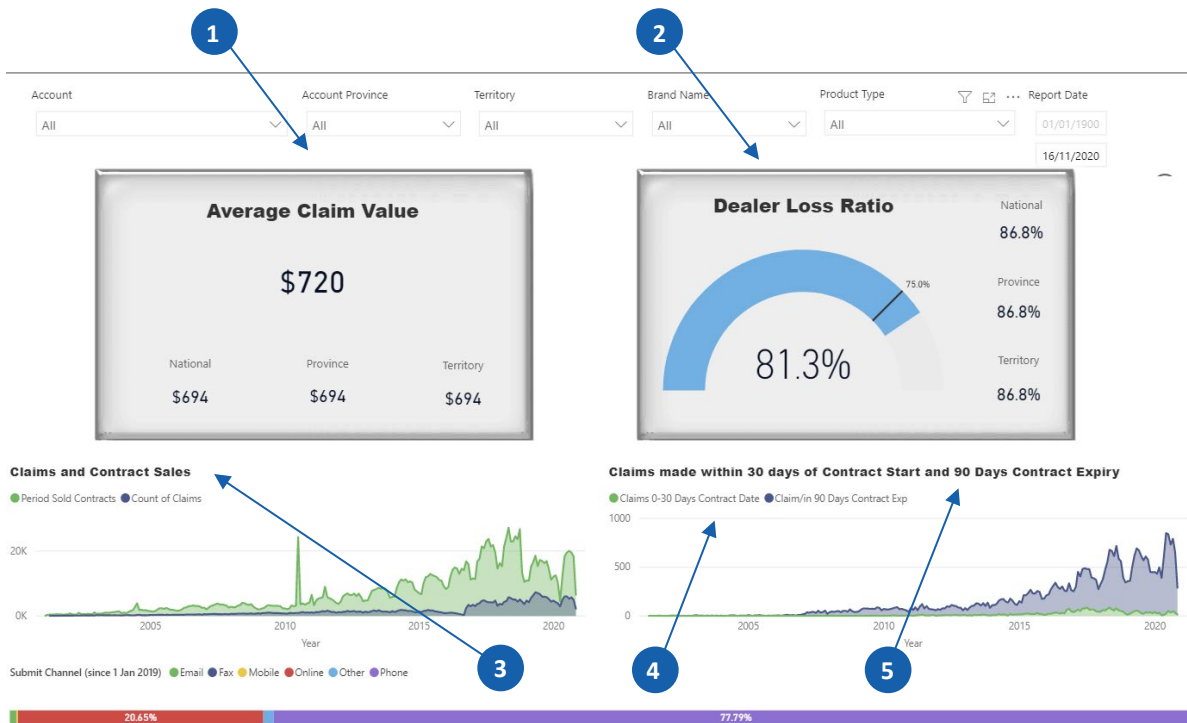 1
2
Account
Account Province
Territory
Brand Name
Product Type
Report Date
All
All
All
All
All
01/01/1900
16/11/2020
Average Claim Value
$720
National
Province
Territory
$694
$694
$694
Dealer Loss Ratio
75.0%
81.3%
National
86.8%
Province
86.8%
Territory
86.8%
Claims and Contract Sales
Period Sold Contracts
Count of Claims
20K
0K
2005
2010
2015
2020
Year
Claims made within 30 days of Contract Start and 90 Days Contract Expiry
Claims 0-30 Days Contract Date
Claim/in 90 Days Contract Exp
1000
500
0
2005
2010
2015
2020
Year
3
4
5
Submit Channel (since 1 Jan 2019)
Email
Fax
Mobile
Online
Other
Phone
20.65%
77.79%